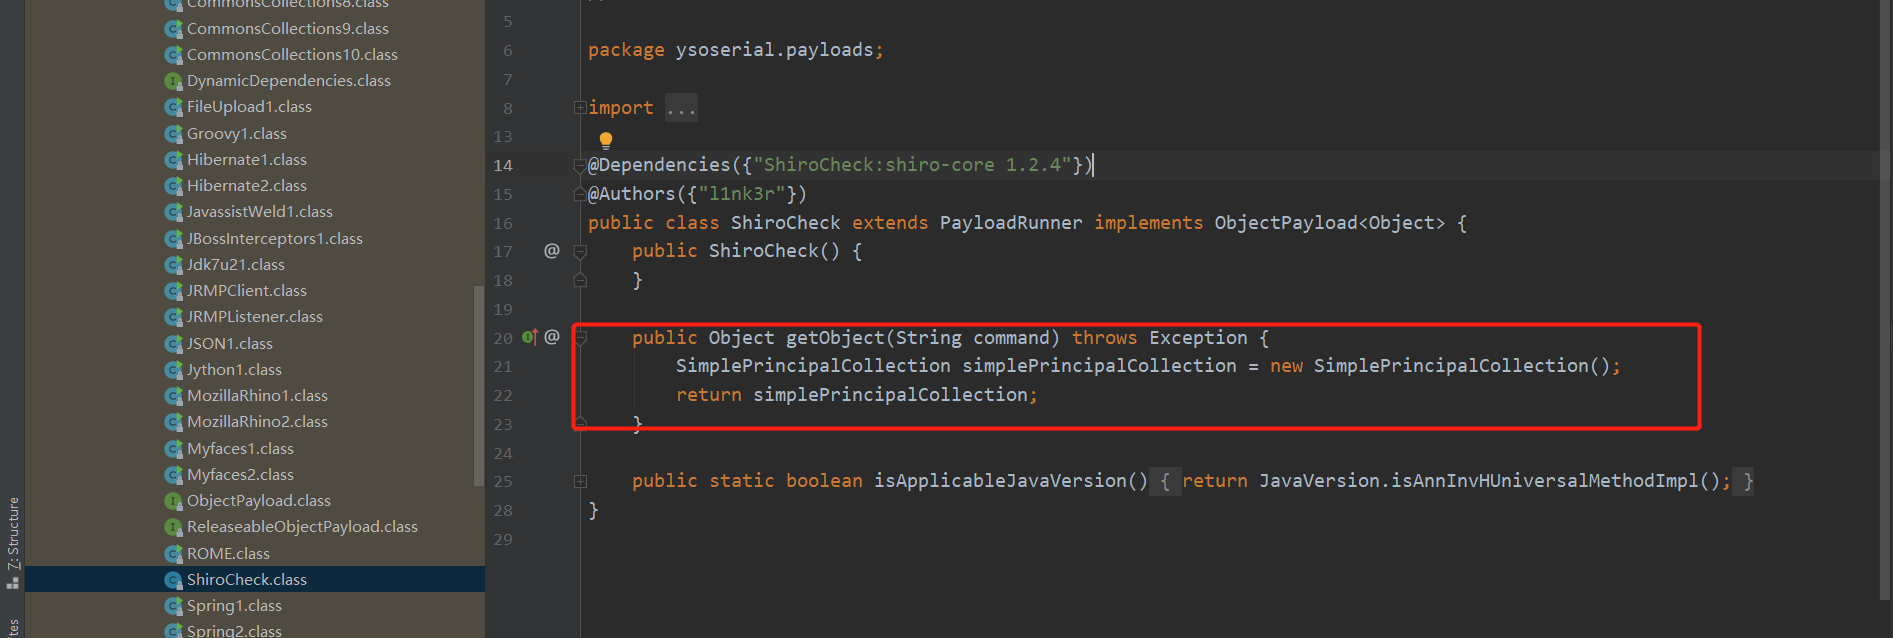 CommonsCollections8.class
CommonsCollections9.class
CommonsCollections10.class
DynamicDependencies.class
FileUpload1.class
Groovy1.class
Hibernate1.class
Hibernate2.class
JavassistWeld1.class
JBossInterceptors1.class
Jdk7u21.class
JRMPClient.class
JRMPListener.class
JSON1.class
Jython1.class
MozillaRhino1.class
MozillaRhino2.class
Myfaces1.class
Myfaces2.class
ObjectPayload.class
ReleaseableObjectPayload.class
ROME.class
ShiroCheck.class
Spring1.class
Spring2.class
Z: Structure
5
6 package ysoserial.payloads;
7
8 import ...
13
14 @Dependencies({"ShiroCheck:shiro-core 1.2.4"})
15 @Authors({"l1nk3r"})
16 public class ShiroCheck extends PayloadRunner implements ObjectPayload<Object> {
17 @ public ShiroCheck() {
18 }
19
20 @ public Object getObject(String command) throws Exception {
21 SimplePrincipalCollection simplePrincipalCollection = new SimplePrincipalCollection();
22 return simplePrincipalCollection;
23 }
24
25 public static boolean isApplicableJavaVersion() { return JavaVersion.isAnnInvHUniversalMethodImpl(); }
28 }
29